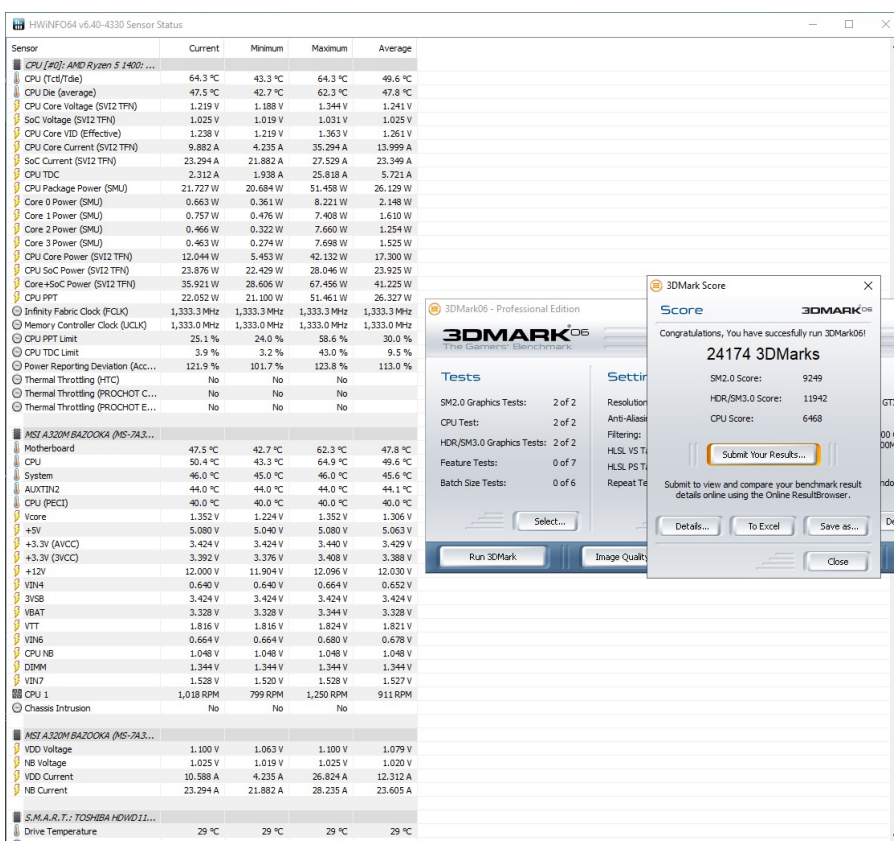 HWiNFO64 v6.40-4330 Sensor Status
Sensor Current Minimum Maximum Average
CPU [#0]: AMD Ryzen 5 1400: ...
CPU (Tctl/Tdie) 64.3 °C 43.3 °C 64.3 °C 49.6 °C
CPU Die (average) 47.5 °C 42.7 °C 62.3 °C 47.8 °C
CPU Core Voltage (SVI2 TFN) 1.219 V 1.188 V 1.344 V 1.241 V
SoC Voltage (SVI2 TFN) 1.025 V 1.019 V 1.031 V 1.025 V
CPU Core VID (Effective) 1.238 V 1.219 V 1.363 V 1.261 V
CPU Core Current (SVI2 TFN) 9.882 A 4.235 A 35.294 A 13.999 A
SoC Current (SVI2 TFN) 23.294 A 21.882 A 27.529 A 23.349 A
CPU TDC 2.312 A 1.938 A 25.818 A 5.721 A
CPU Package Power (SMU) 21.727 W 20.684 W 51.458 W 26.129 W
Core 0 Power (SMU) 0.663 W 0.361 W 8.221 W 2.148 W
Core 1 Power (SMU) 0.757 W 0.476 W 7.408 W 1.610 W
Core 2 Power (SMU) 0.466 W 0.322 W 7.660 W 1.254 W
Core 3 Power (SMU) 0.463 W 0.274 W 7.698 W 1.525 W
CPU Core Power (SVI2 TFN) 12.044 W 5.453 W 42.132 W 17.300 W
CPU SoC Power (SVI2 TFN) 23.876 W 22.429 W 28.046 W 23.925 W
Core+SoC Power (SVI2 TFN) 35.921 W 28.606 W 67.456 W 41.225 W
CPU PPT 22.052 W 21.100 W 51.461 W 26.327 W
Infinity Fabric Clock (FCLK) 1,333.3 MHz 1,333.3 MHz 1,333.3 MHz 1,333.3 MHz
Memory Controller Clock (UCLK) 1,333.0 MHz 1,333.0 MHz 1,333.0 MHz 1,333.0 MHz
CPU PPT Limit 25.1 % 24.0 % 58.6 % 30.0 %
CPU TDC Limit 3.9 % 3.2 % 43.0 % 9.5 %
Power Reporting Deviation (Acc... 121.9 % 101.7 % 123.8 % 113.0 %
Thermal Throttling (HTC) No No No
Thermal Throttling (PROCHOT C... No No No
Thermal Throttling (PROCHOT E... No No No
MSI A320M BAZOOKA (MS-7A3...
Motherboard 47.5 °C 42.7 °C 62.3 °C 47.8 °C
CPU 50.4 °C 43.3 °C 64.9 °C 49.6 °C
System 46.0 °C 45.0 °C 46.0 °C 45.6 °C
AUXTIN2 44.0 °C 44.0 °C 44.0 °C 44.1 °C
CPU (PECI) 40.0 °C 40.0 °C 40.0 °C 40.0 °C
Vcore 1.352 V 1.224 V 1.352 V 1.306 V
+5V 5.080 V 5.040 V 5.080 V 5.063 V
+3.3V (AVCC) 3.424 V 3.424 V 3.440 V 3.429 V
+3.3V (3VCC) 3.392 V 3.376 V 3.408 V 3.388 V
+12V 12.000 V 11.904 V 12.096 V 12.030 V
VIN4 0.640 V 0.640 V 0.664 V 0.652 V
3VSB 3.424 V 3.424 V 3.424 V 3.424 V
VBAT 3.328 V 3.328 V 3.344 V 3.328 V
VTT 1.816 V 1.816 V 1.824 V 1.821 V
VIN6 0.664 V 0.664 V 0.680 V 0.678 V
CPU NB 1.048 V 1.048 V 1.048 V 1.048 V
DIMM 1.344 V 1.344 V 1.344 V 1.344 V
VIN7 1.528 V 1.520 V 1.528 V 1.527 V
CPU 1 1,018 RPM 799 RPM 1,250 RPM 911 RPM
Chassis Intrusion No No No
MSI A320M BAZOOKA (MS-7A3...
VDD Voltage 1.100 V 1.063 V 1.100 V 1.079 V
NB Voltage 1.025 V 1.019 V 1.025 V 1.020 V
VDD Current 10.588 A 4.235 A 26.824 A 12.312 A
NB Current 23.294 A 21.882 A 28.235 A 23.605 A
S.M.A.R.T.: TOSHIBA HDWD11...
Drive Temperature 29 °C 29 °C 29 °C 29 °C
3DMark06 - Professional Edition
3DMARK06
The Gamers' Benchmark
Tests
SM2.0 Graphics Tests: 2 of 2
CPU Test: 2 of 2
HDR/SM3.0 Graphics Tests: 2 of 2
Feature Tests: 0 of 7
Batch Size Tests: 0 of 6
Select...
Run 3DMark
Settin
Resolution
Anti-Aliasi
Filtering:
HLSL VS Ta
HLSL PS Ta
Repeat Te
Image Quality
3DMark Score
Score 3DMARK06
Congratulations, You have succesfully run 3DMark06!
24174 3DMarks
SM2.0 Score: 9249
HDR/SM3.0 Score: 11942
CPU Score: 6468
Submit Your Results...
Submit to view and compare your benchmark result
details online using the Online ResultBrowser.
Details... To Excel Save as...
Close
GT